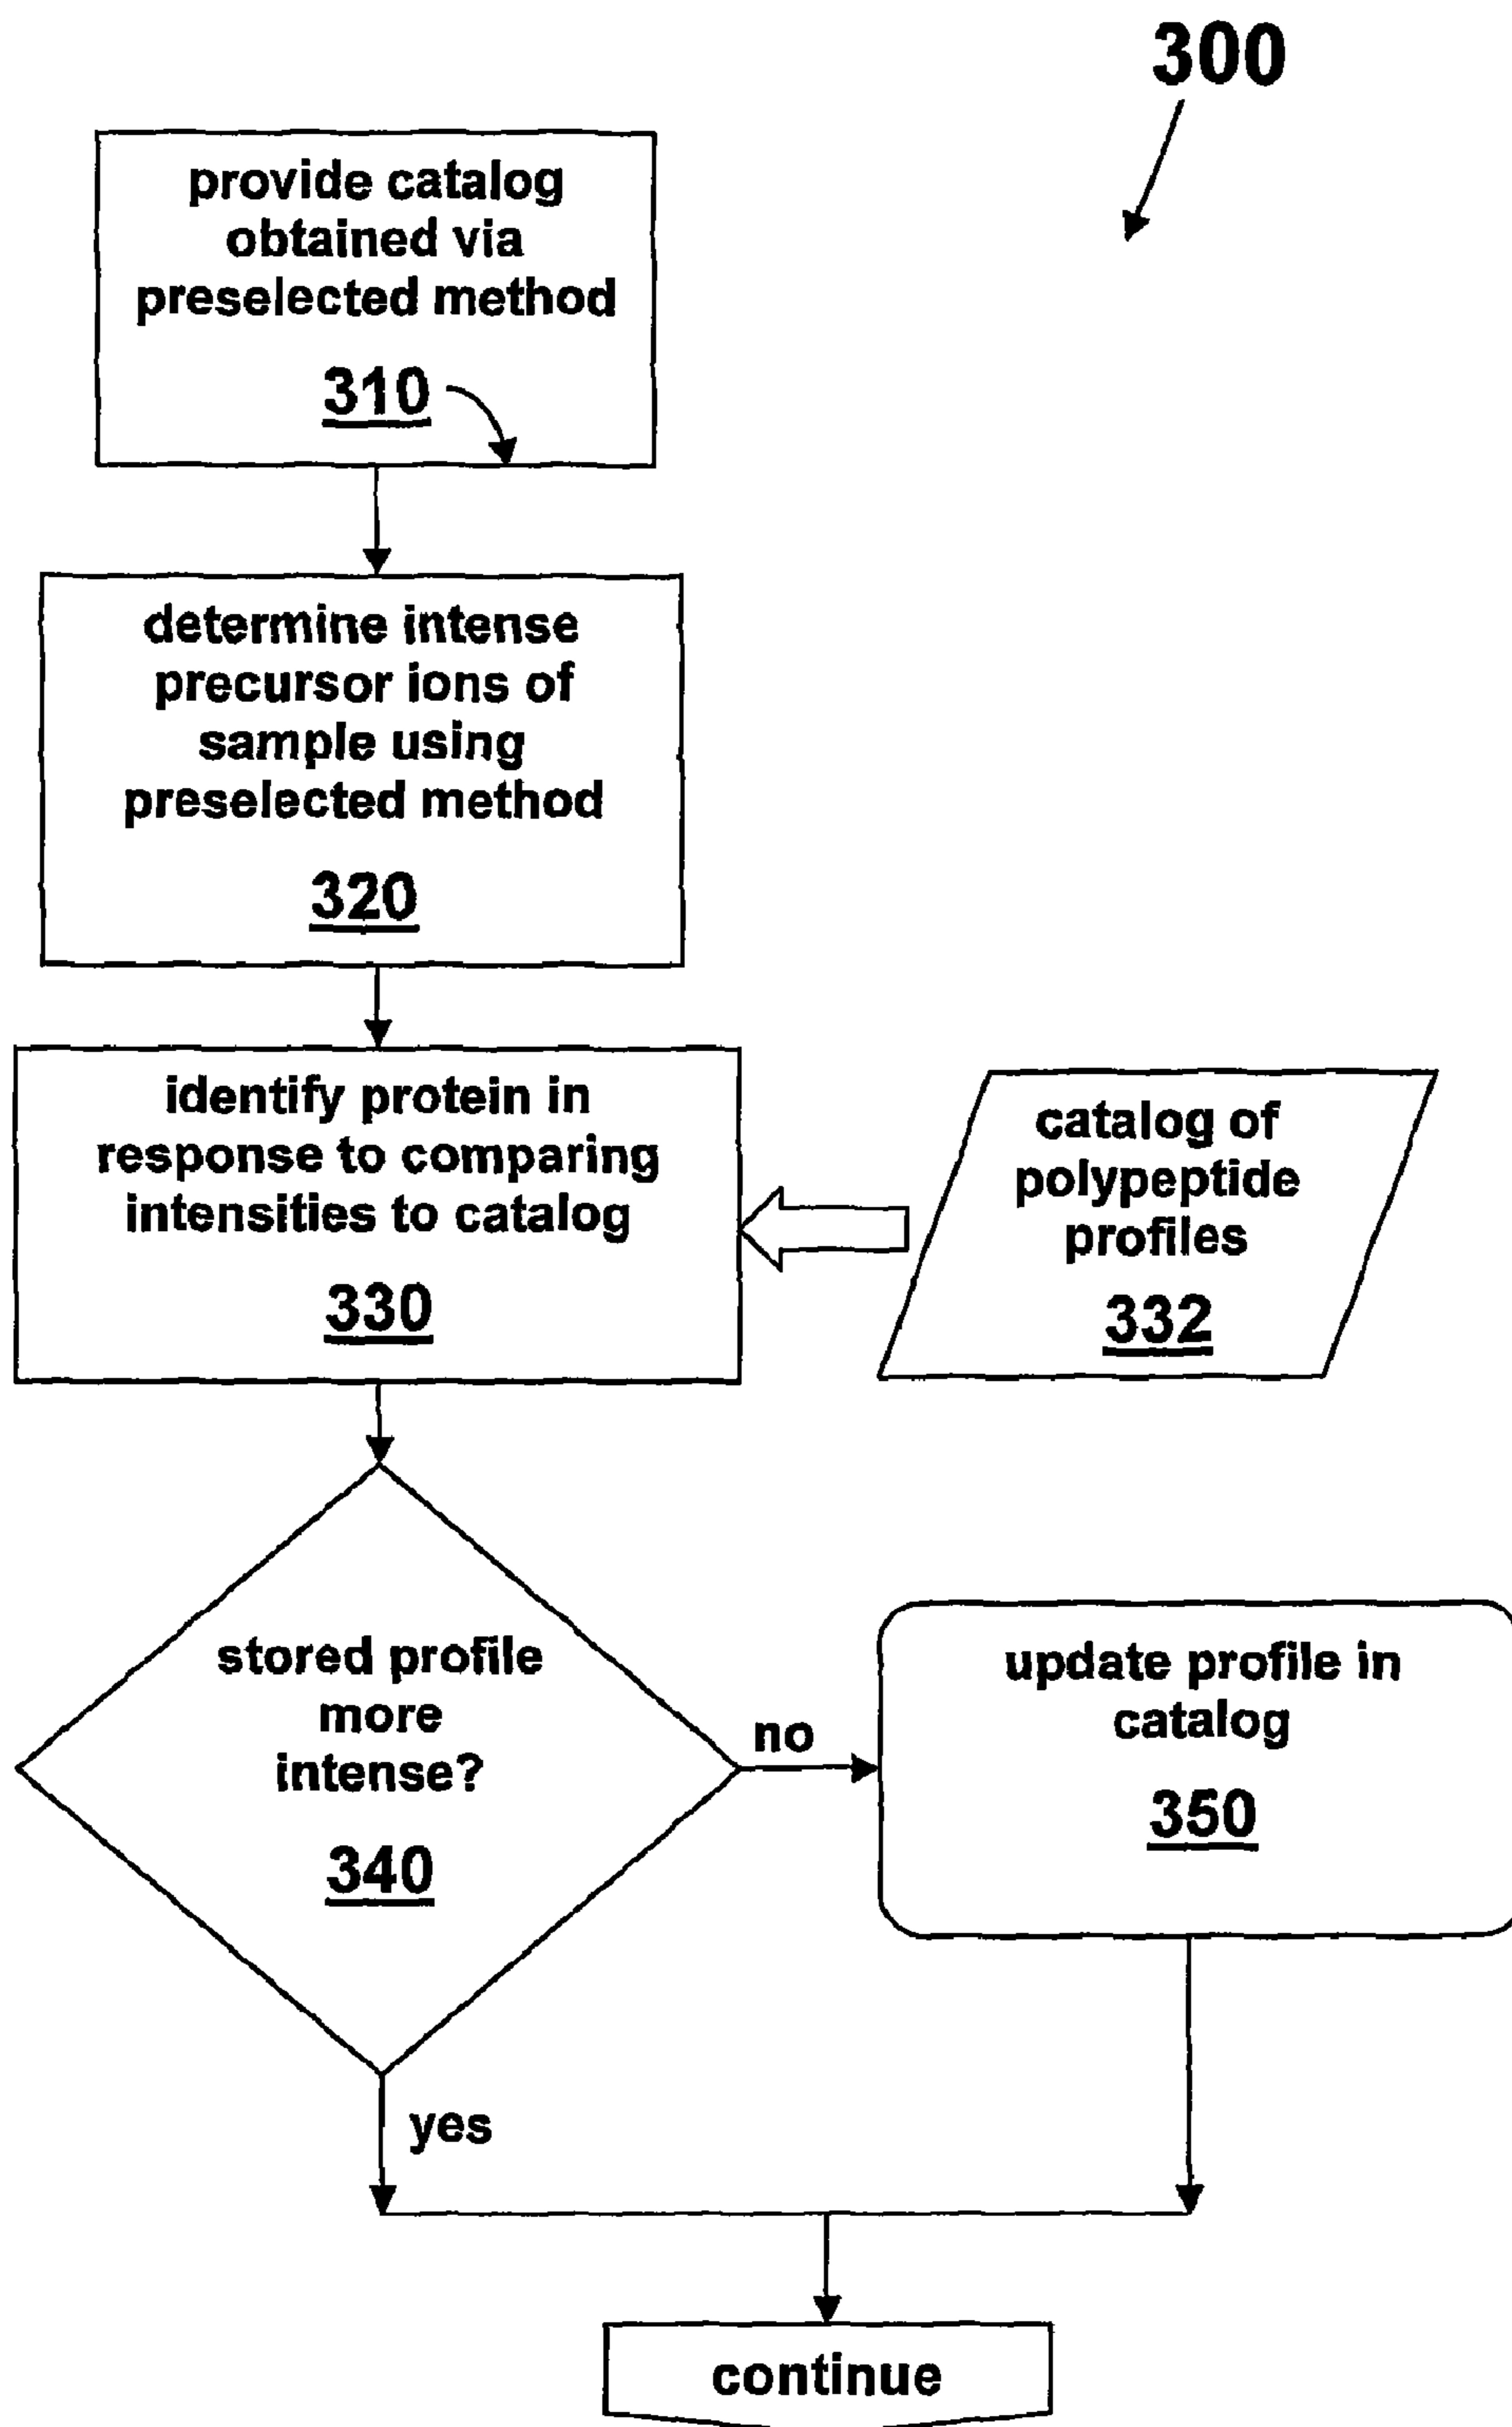 300
provide catalog
obtained via
preselected method
310
determine intense
precursor ions of
sample using
preselected method
320
identify protein in
response to comparing
intensities to catalog
330
catalog of
polypeptide
profiles
332
stored profile
more
intense?
340
no
update profile in
catalog
350
yes
continue